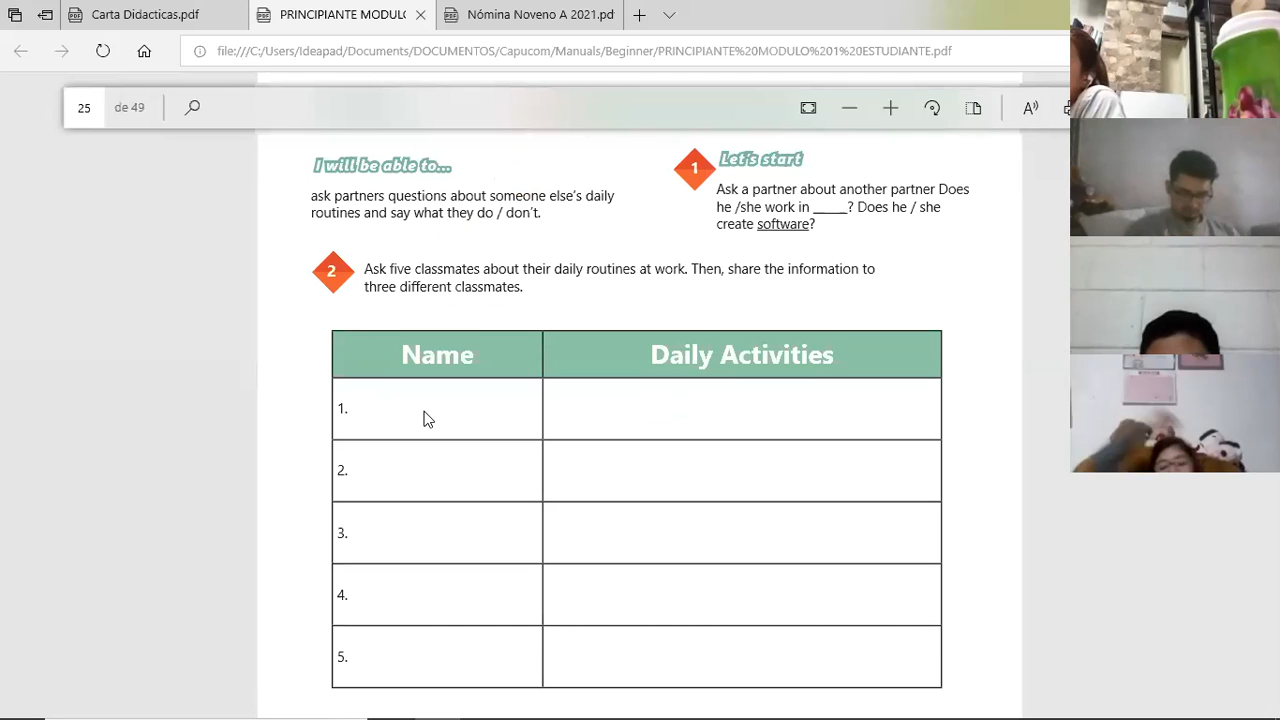 Carta Didacticas.pdf
PRINCIPIANTE MODULO
Nómina Noveno A 2021.pd
file:///C:/Users/Ideapad/Documents/DOCUMENTOS/Capucom/Manuals/Beginner/PRINCIPIANTE%20MODULO%201%20ESTUDIANTE.pdf
25 de 49
I will be able to...
ask partners questions about someone else's daily
routines and say what they do / don't.
1
Let's start
Ask a partner about another partner Does
he /she work in _____? Does he / she
create software?
2
Ask five classmates about their daily routines at work. Then, share the information to
three different classmates.
Name
Daily Activities
1.
2.
3.
4.
5.